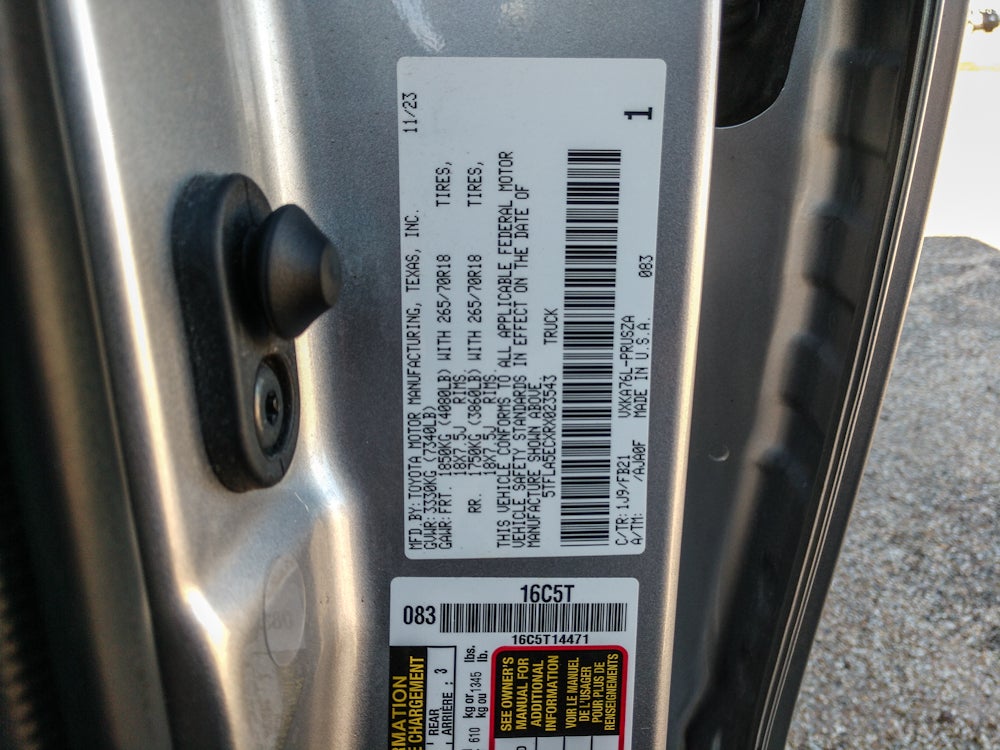 MFD.BY:TOYOTA MOTOR MANUFACTURING, TEXAS, INC. 11/23
GVWR:3330KG (7340LB)
GAWR:FRT. 1850KG (4080LB) WITH 265/70R18 TIRES,
18X7.5J RIMS
RR. 1750KG (3860LB) WITH 265/70R18 TIRES,
18X7.5J RIMS.
THIS VEHICLE CONFORMS TO ALL APPLICABLE FEDERAL MOTOR
VEHICLE SAFETY STANDARDS IN EFFECT ON THE DATE OF
MANUFACTURE SHOWN ABOVE.
5TFLA5ECXRX023543 TRUCK
1
C/TR:1J9/FB21 VXKA76L-PRUSZA
A/TM: /AJA0F MADE IN U.S.A. 083
16C5T
083
16C5T14471
RMATION
E CHARGEMENT
REAR
ARRIÈRE : 3
610 kg or 1345 lbs.
kg ou lb.
SEE OWNER'S
MANUAL FOR
ADDITIONAL
INFORMATION
VOIR LE MANUEL
DE L'USAGER
POUR PLUS DE
RENSEIGNEMENTS